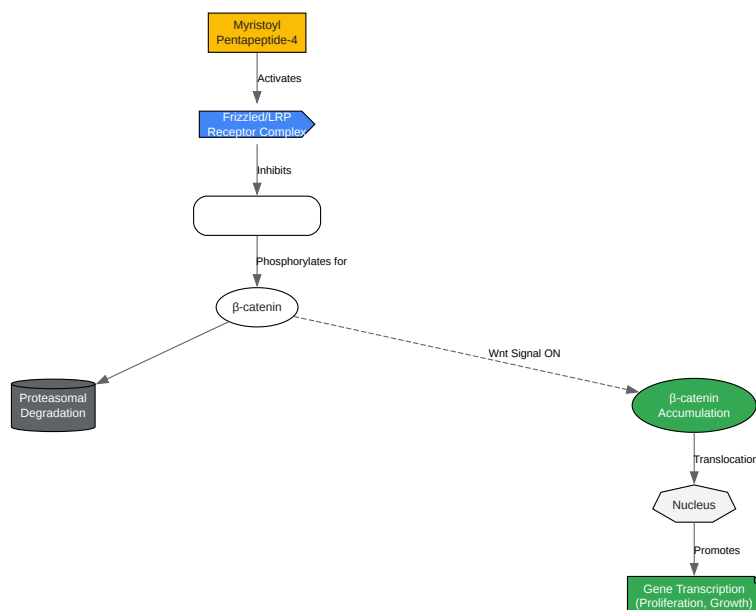 Myristoyl
Pentapeptide-4
Activates
Frizzled/LRP
Receptor Complex
Inhibits
Phosphorylates for
β-catenin
Wnt Signal ON
Proteasomal
Degradation
β-catenin
Accumulation
Translocation
Nucleus
Promotes
Gene Transcription
(Proliferation, Growth)